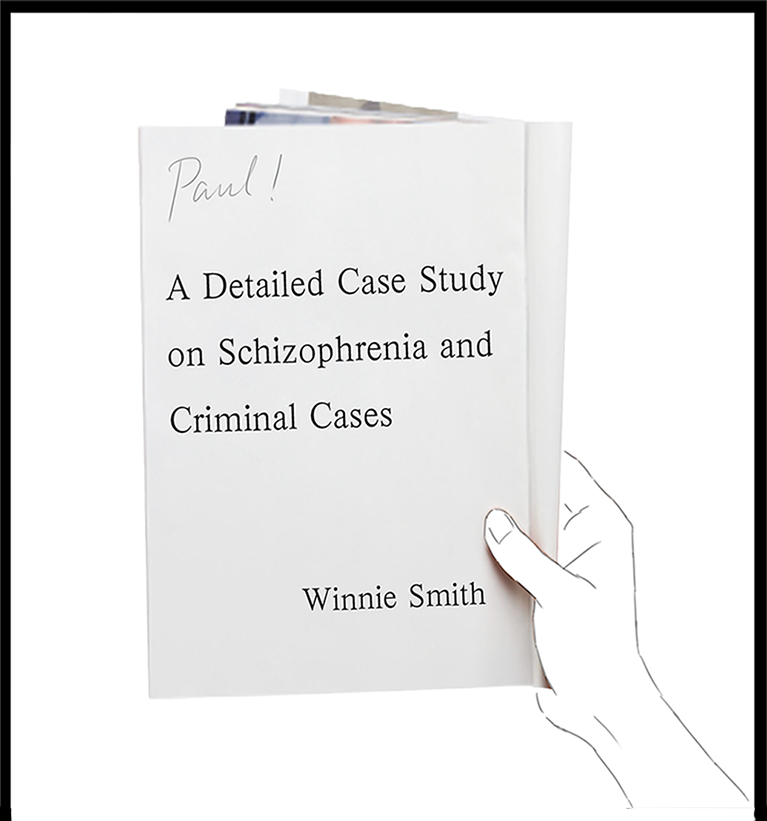 Paul!
A Detailed Case Study
on Schizophrenia and
Criminal Cases
Winnie Smith